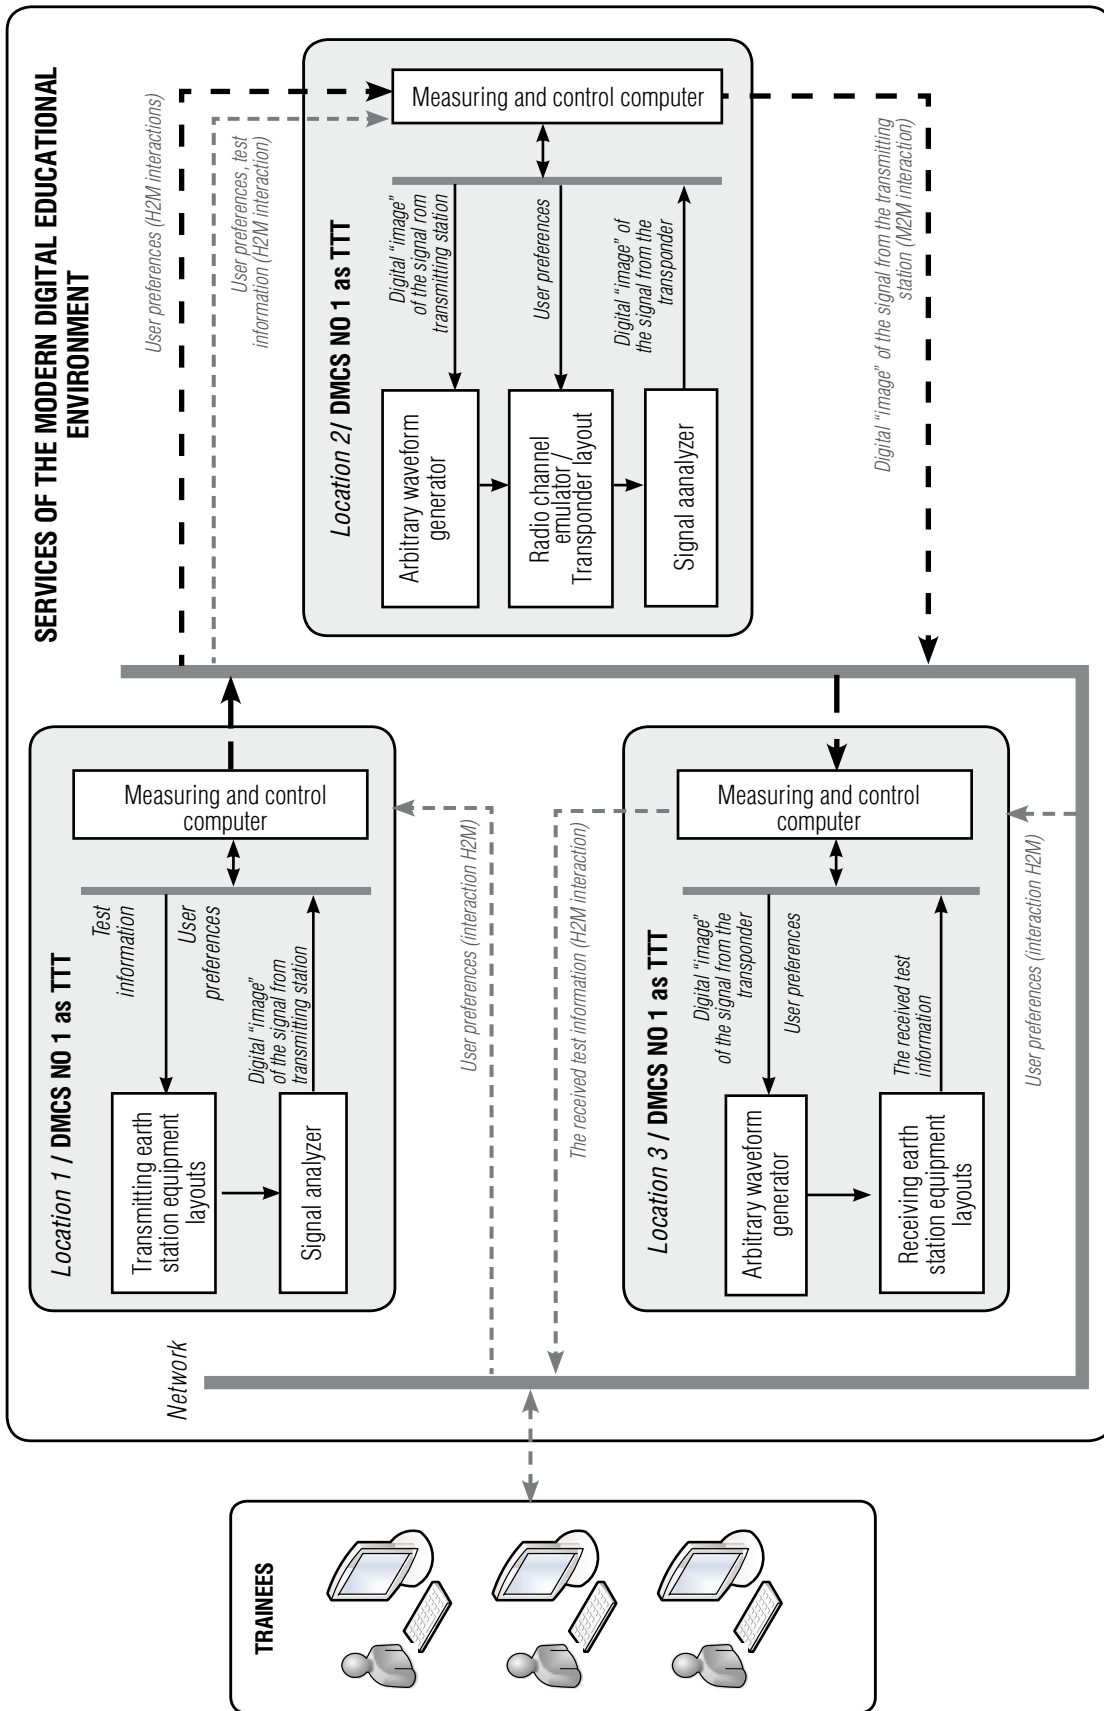 SERVICES OF THE MODERN DIGITAL EDUCATIONAL
ENVIRONMENT
TRAINEES
Network
Location 1 / DMCS NO 1 as TTT
Transmitting earth
station equipment
layouts
Signal analyzer
Test
information
User
preferences
Digital “image”
of the signal from
transmitting station
Measuring and control
computer
User preferences (interaction H2M)
User preferences (H2M interactions)
User preferences, test
information (H2M interaction)
Location 2/ DMCS NO 1 as TTT
Arbitrary waveform
generator
Radio channel
emulator /
Transponder layout
Signal aanalyzer
Digital “image”
of the signal rom
transmitting station
User preferences
Digital “image” of
the signal from the
transponder
Measuring and control computer
Digital “image” of the signal from the transmitting
station (M2M interaction)
The received test information (H2M interaction)
Location 3 / DMCS NO 1 as TTT
Arbitrary waveform
generator
Receiving earth
station equipment
layouts
Digital “image”
of the signal from the
transponder
User preferences
The received test
information
Measuring and control
computer
User preferences (interaction H2M)